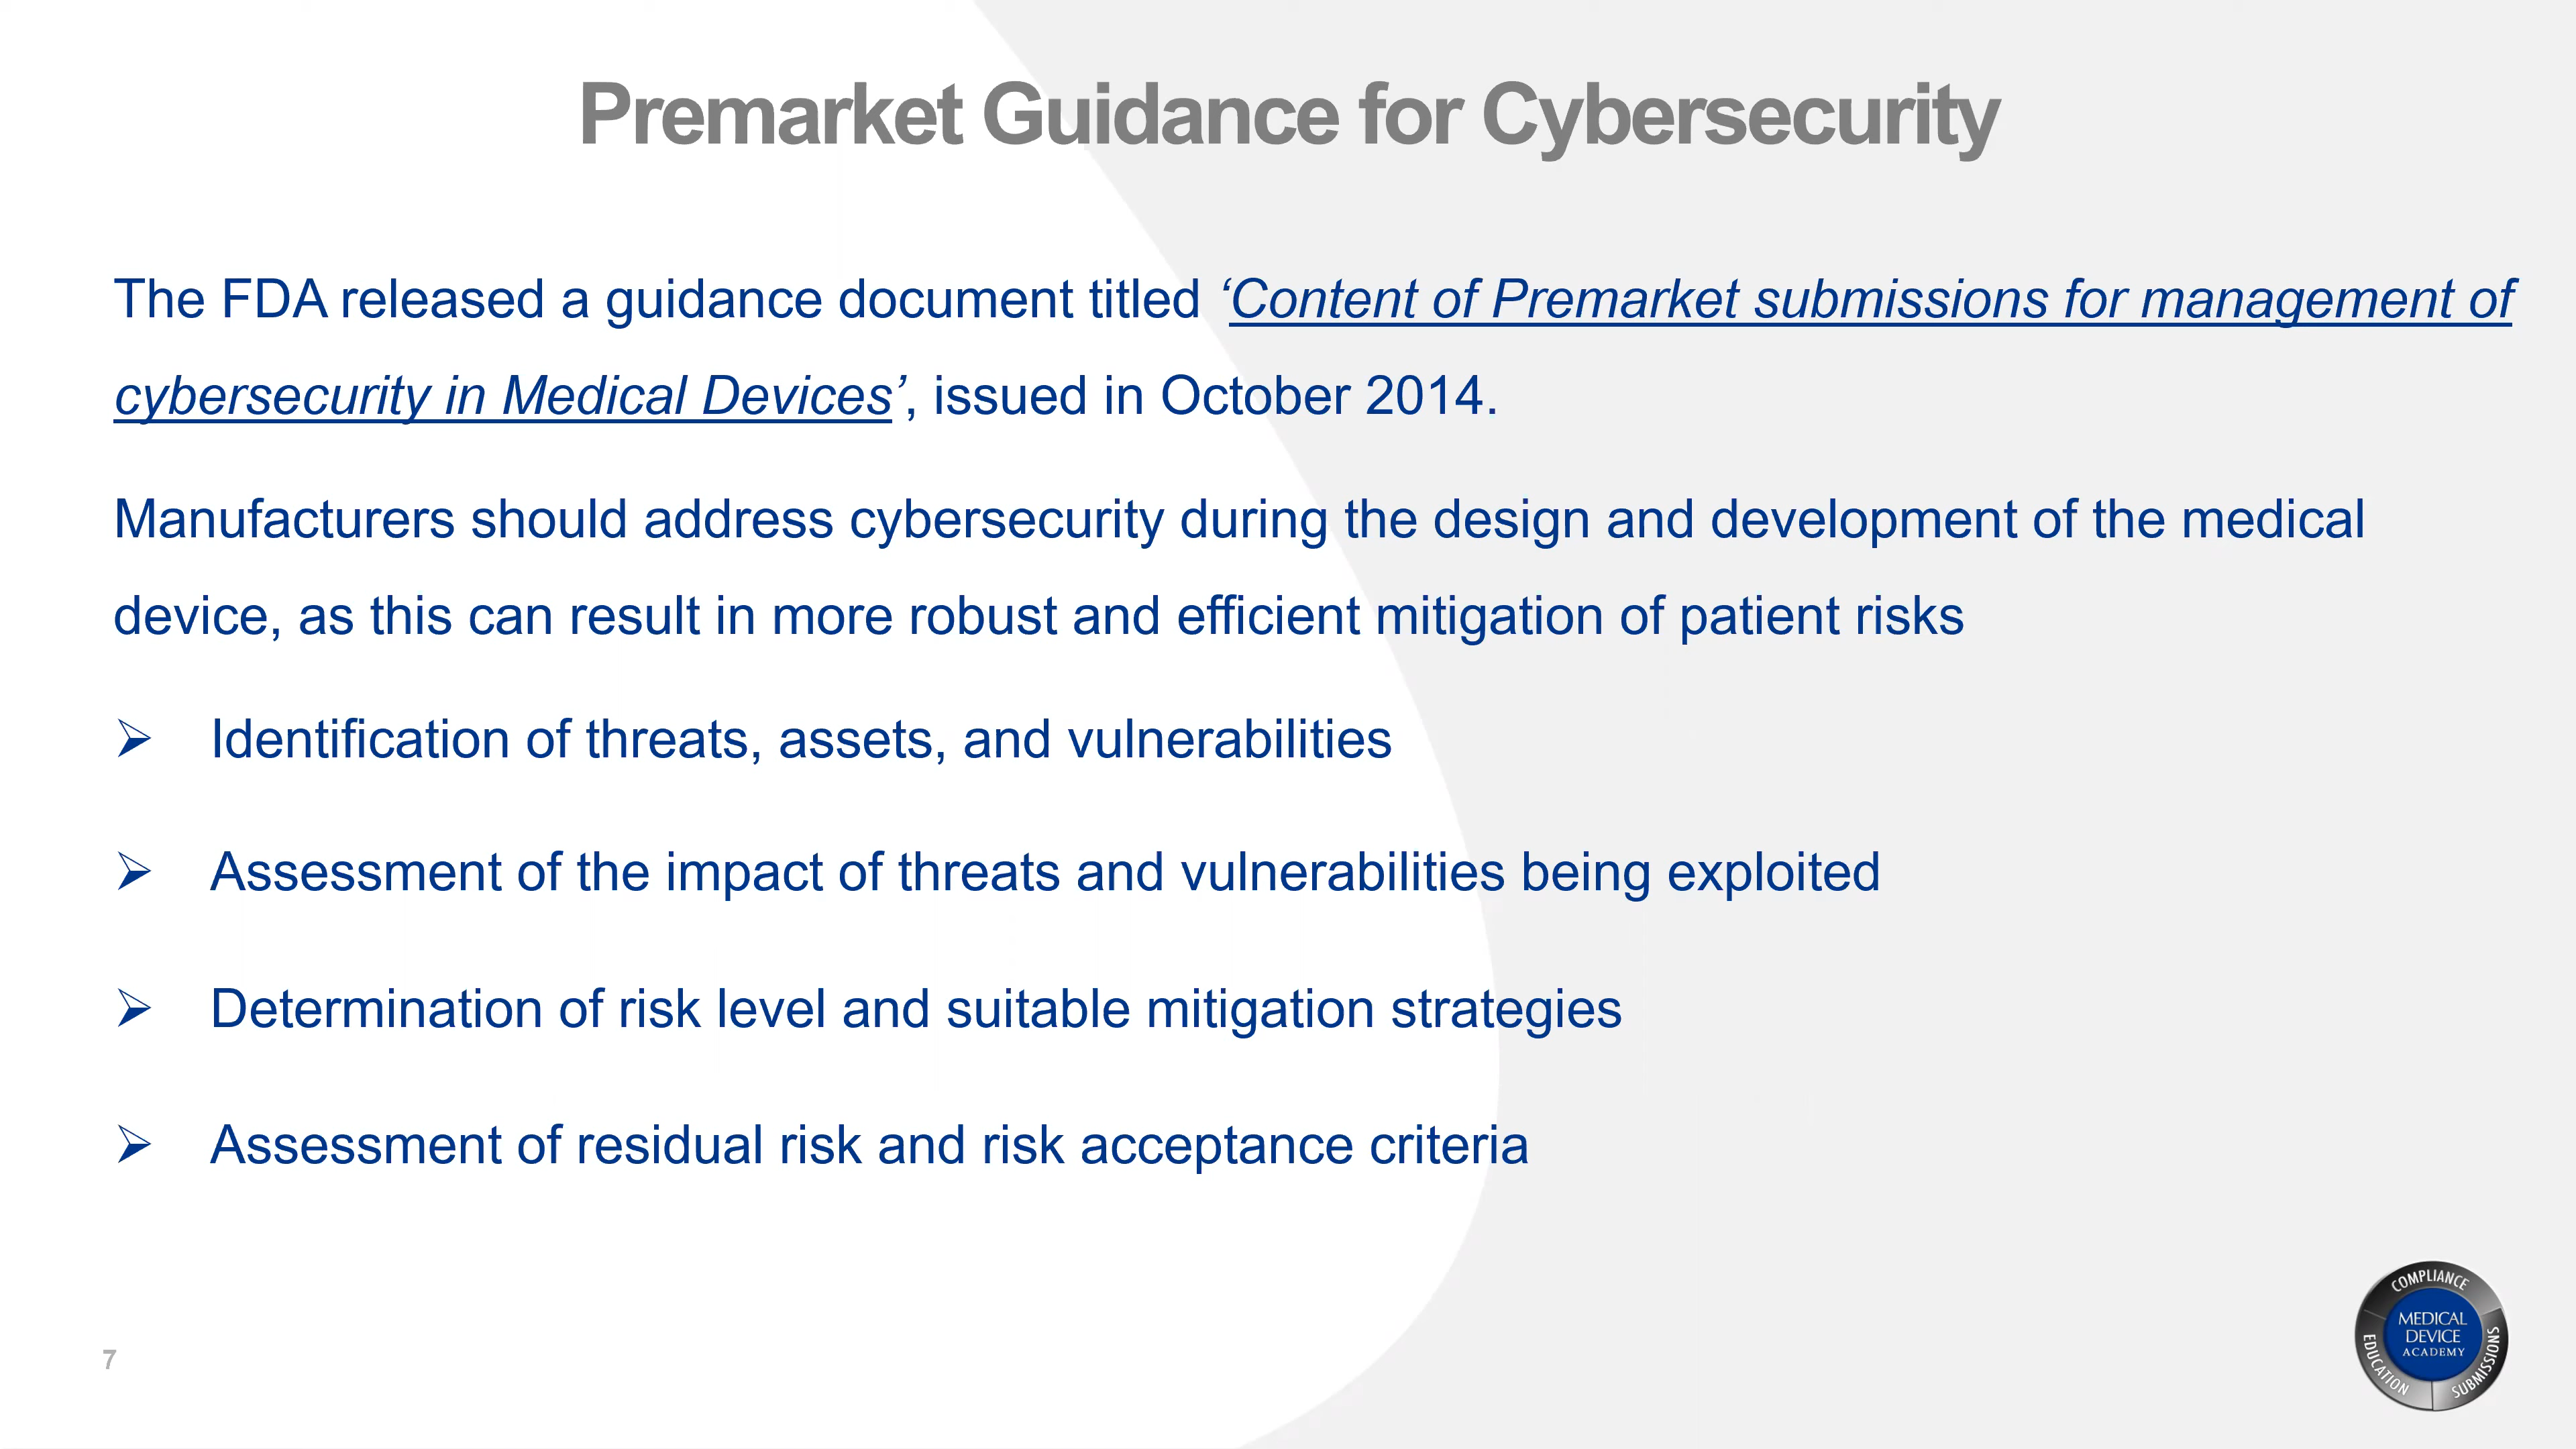 Premarket Guidance for Cybersecurity
The FDA released a guidance document titled ‘Content of Premarket submissions for management of
cybersecurity in Medical Devices’, issued in October 2014.
Manufacturers should address cybersecurity during the design and development of the medical
device, as this can result in more robust and efficient mitigation of patient risks
➢ Identification of threats, assets, and vulnerabilities
➢ Assessment of the impact of threats and vulnerabilities being exploited
➢ Determination of risk level and suitable mitigation strategies
➢ Assessment of residual risk and risk acceptance criteria
7
COMPLIANCE
MEDICAL
DEVICE
ACADEMY
EDUCATION
SUBMISSIONS